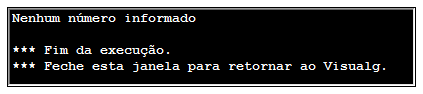 Nenhum número informado
*** Fim da execução.
*** Feche esta janela para retornar ao Visualg.